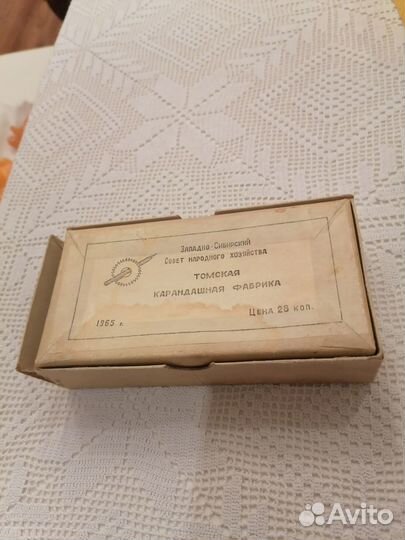 Западно-Сибирский
Совет народного хозяйства
ТОМСКАЯ
КАРАНДАШНАЯ ФАБРИКА
1965 г. Цена 28 коп.
Avito